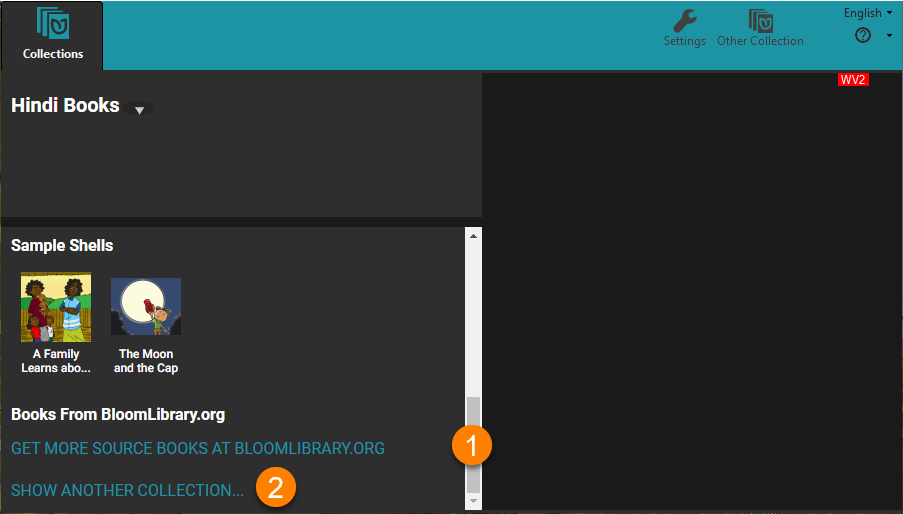 English
Collections
Settings
Other Collection
WV2
Hindi Books
Sample Shells
A Family
Learns abo...
The Moon
and the Cap
Books From BloomLibrary.org
GET MORE SOURCE BOOKS AT BLOOMLIBRARY.ORG
1
SHOW ANOTHER COLLECTION...
2